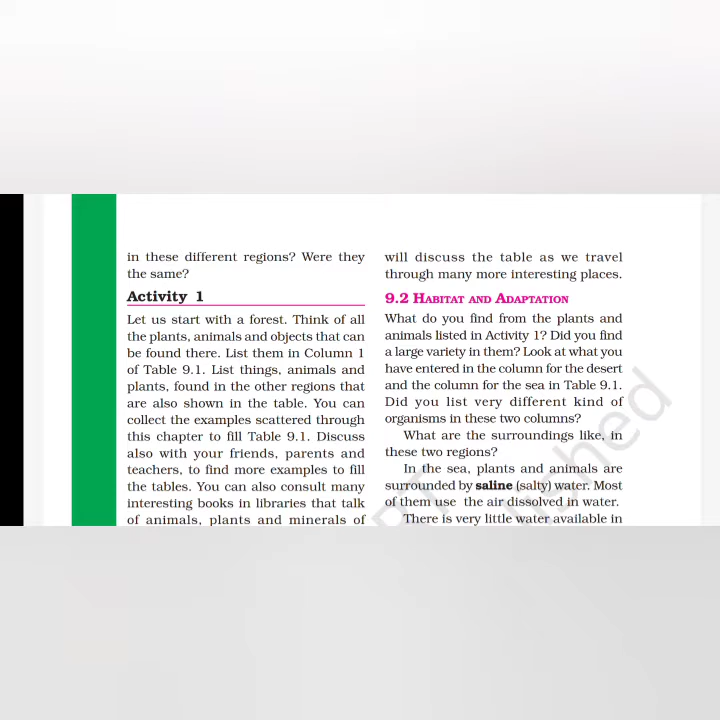 in these different regions? Were they
the same?
Activity 1
Let us start with a forest. Think of all
the plants, animals and objects that can
be found there. List them in Column 1
of Table 9.1. List things, animals and
plants, found in the other regions that
are also shown in the table. You can
collect the examples scattered through
this chapter to fill Table 9.1. Discuss
also with your friends, parents and
teachers, to find more examples to fill
the tables. You can also consult many
interesting books in libraries that talk
of animals, plants and minerals of
will discuss the table as we travel
through many more interesting places.
9.2 HABITAT AND ADAPTATION
What do you find from the plants and
animals listed in Activity 1? Did you find
a large variety in them? Look at what you
have entered in the column for the desert
and the column for the sea in Table 9.1.
Did you list very different kind of
organisms in these two columns?
What are the surroundings like, in
these two regions?
In the sea, plants and animals are
surrounded by saline (salty) water. Most
of them use the air dissolved in water.
There is very little water available in